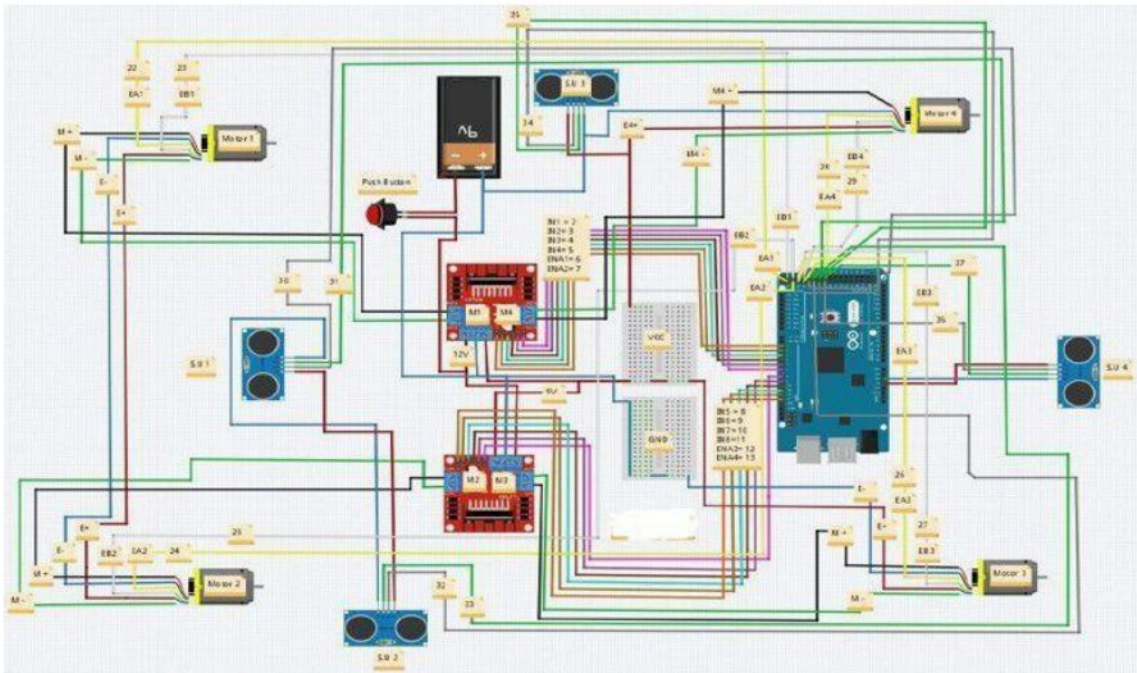 35
22
23
EA1
EB1
M +
M -
E-
E+
Motor 1
9V
- +
Push Button
S.U 3
34
E4+
M4 +
M4 -
Motor 4
EB4
28
29
EA4
EB1
EB2
EA1
EA2
IN1 = 2
IN2= 3
IN3= 4
IN4= 5
ENA1= 6
ENA2= 7
30
31
M1
M4
12V
5V
S.U 1
VCC
GND
37
EB3
36
EA3
S.U 4
IN5 = 8
IN6 = 9
IN7= 10
IN8=11
ENA3= 12
ENA4= 13
M2
M3
25
E+
E-
EB2
EA2
24
M +
M -
Motor 2
32
33
S.U 2
26
E-
27
E+
M +
EB3
M -
Motor 3